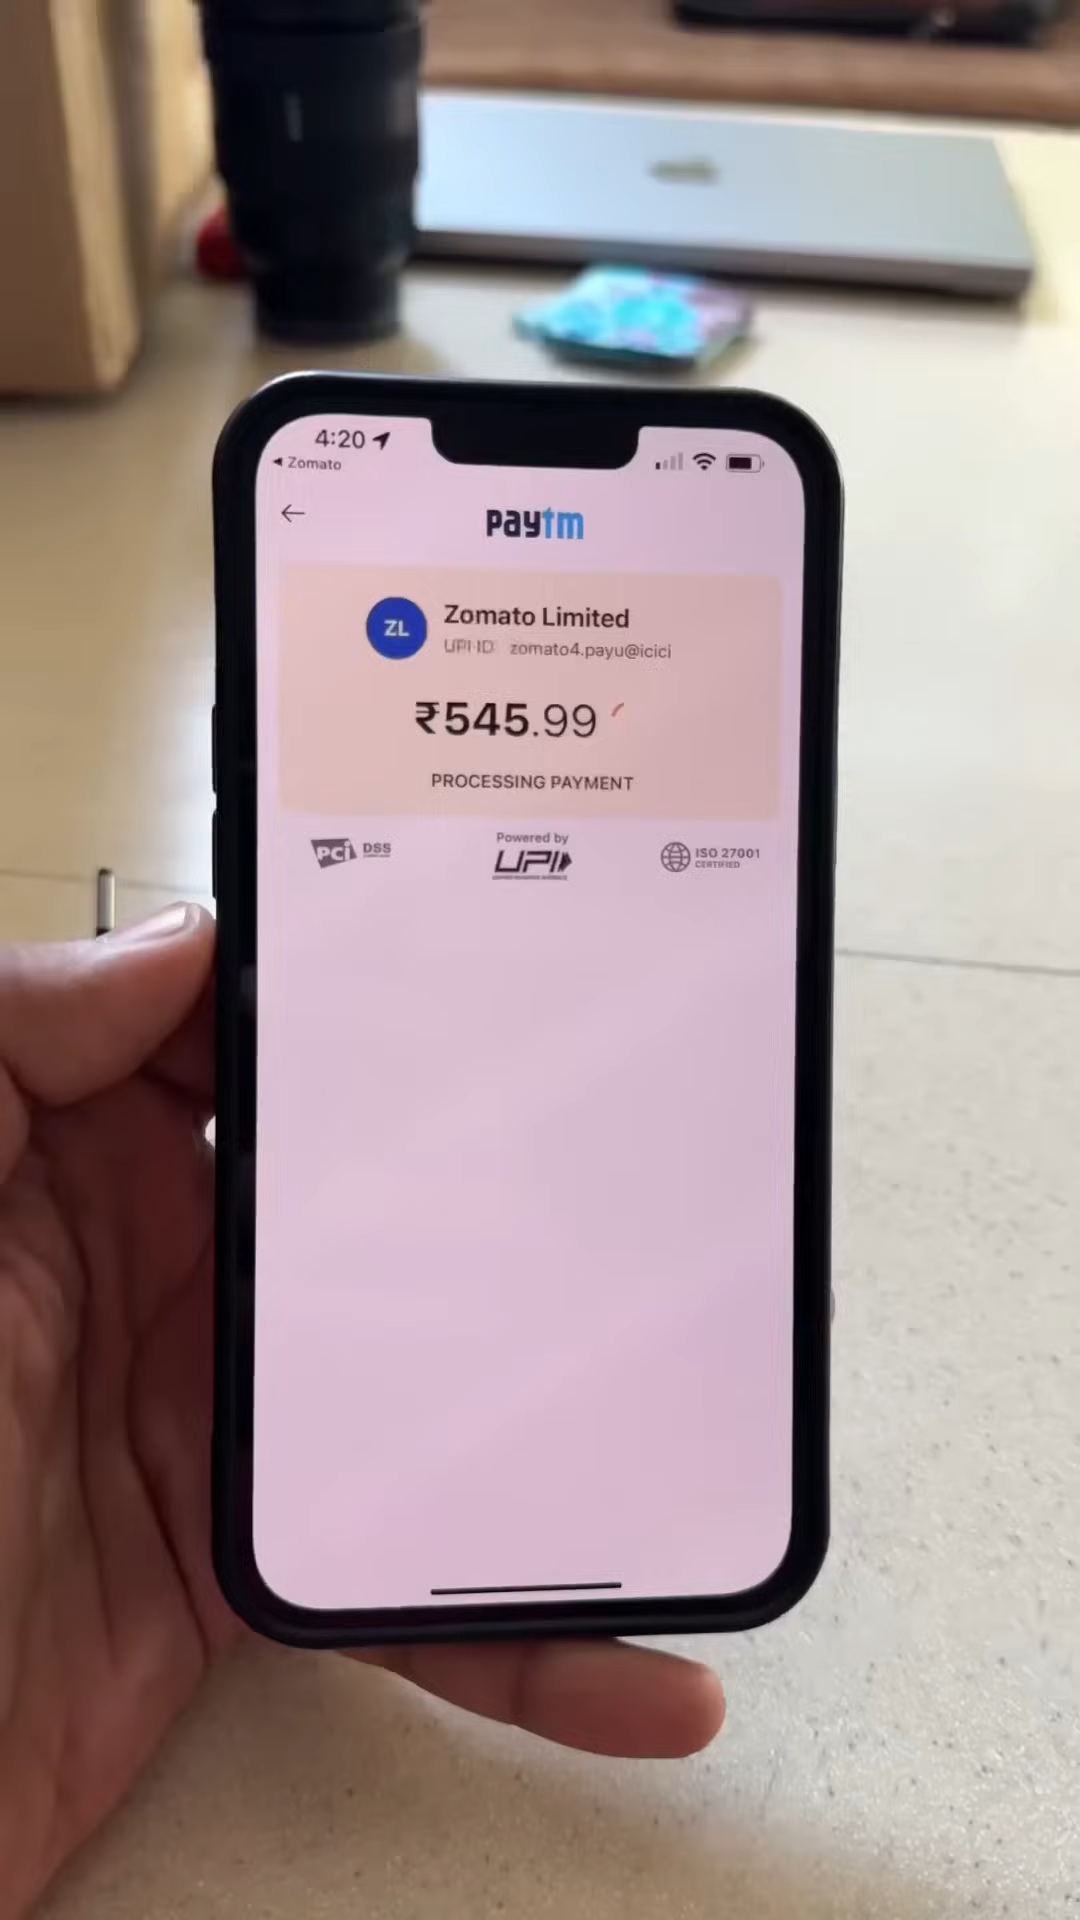 4:20
Zomato
paytm
ZL
Zomato Limited
UPI ID zomato4.payu@icici
₹545.99
PROCESSING PAYMENT
PCi DSS
Powered by
UPI
ISO 27001
CERTIFIED